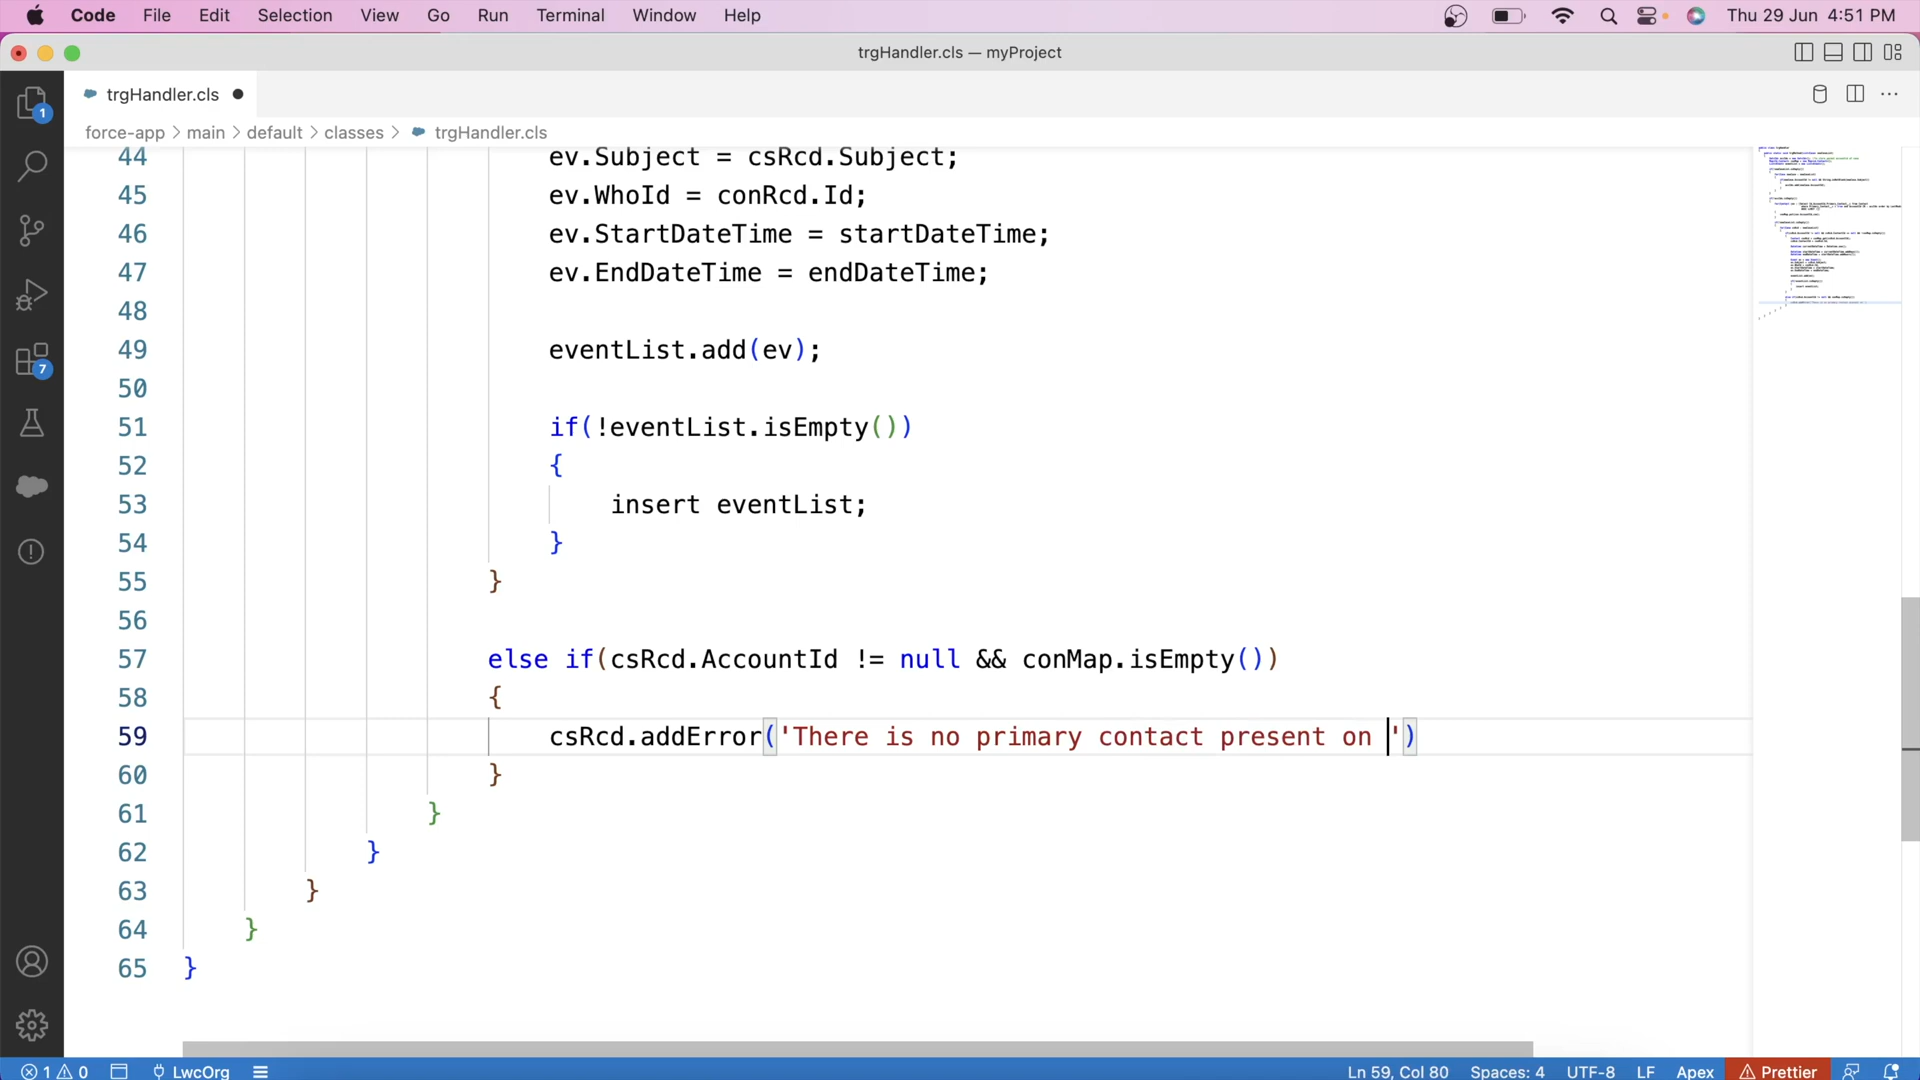 Code File Edit Selection View Go Run Terminal Window Help Thu 29 Jun 4:51 PM
trgHandler.cls — myProject
trgHandler.cls
force-app > main > default > classes > trgHandler.cls
44 ev.Subject = csRcd.Subject;
45 ev.WhoId = conRcd.Id;
46 ev.StartDateTime = startDateTime;
47 ev.EndDateTime = endDateTime;
48
49 eventList.add(ev);
50
51 if(!eventList.isEmpty())
52 {
53 insert eventList;
54 }
55 }
56
57 else if(csRcd.AccountId != null && conMap.isEmpty())
58 {
59 csRcd.addError('There is no primary contact present on ')
60 }
61 }
62 }
63 }
64 }
65 }
1
7
1 0 LwcOrg Ln 59, Col 80 Spaces: 4 UTF-8 LF Apex Prettier